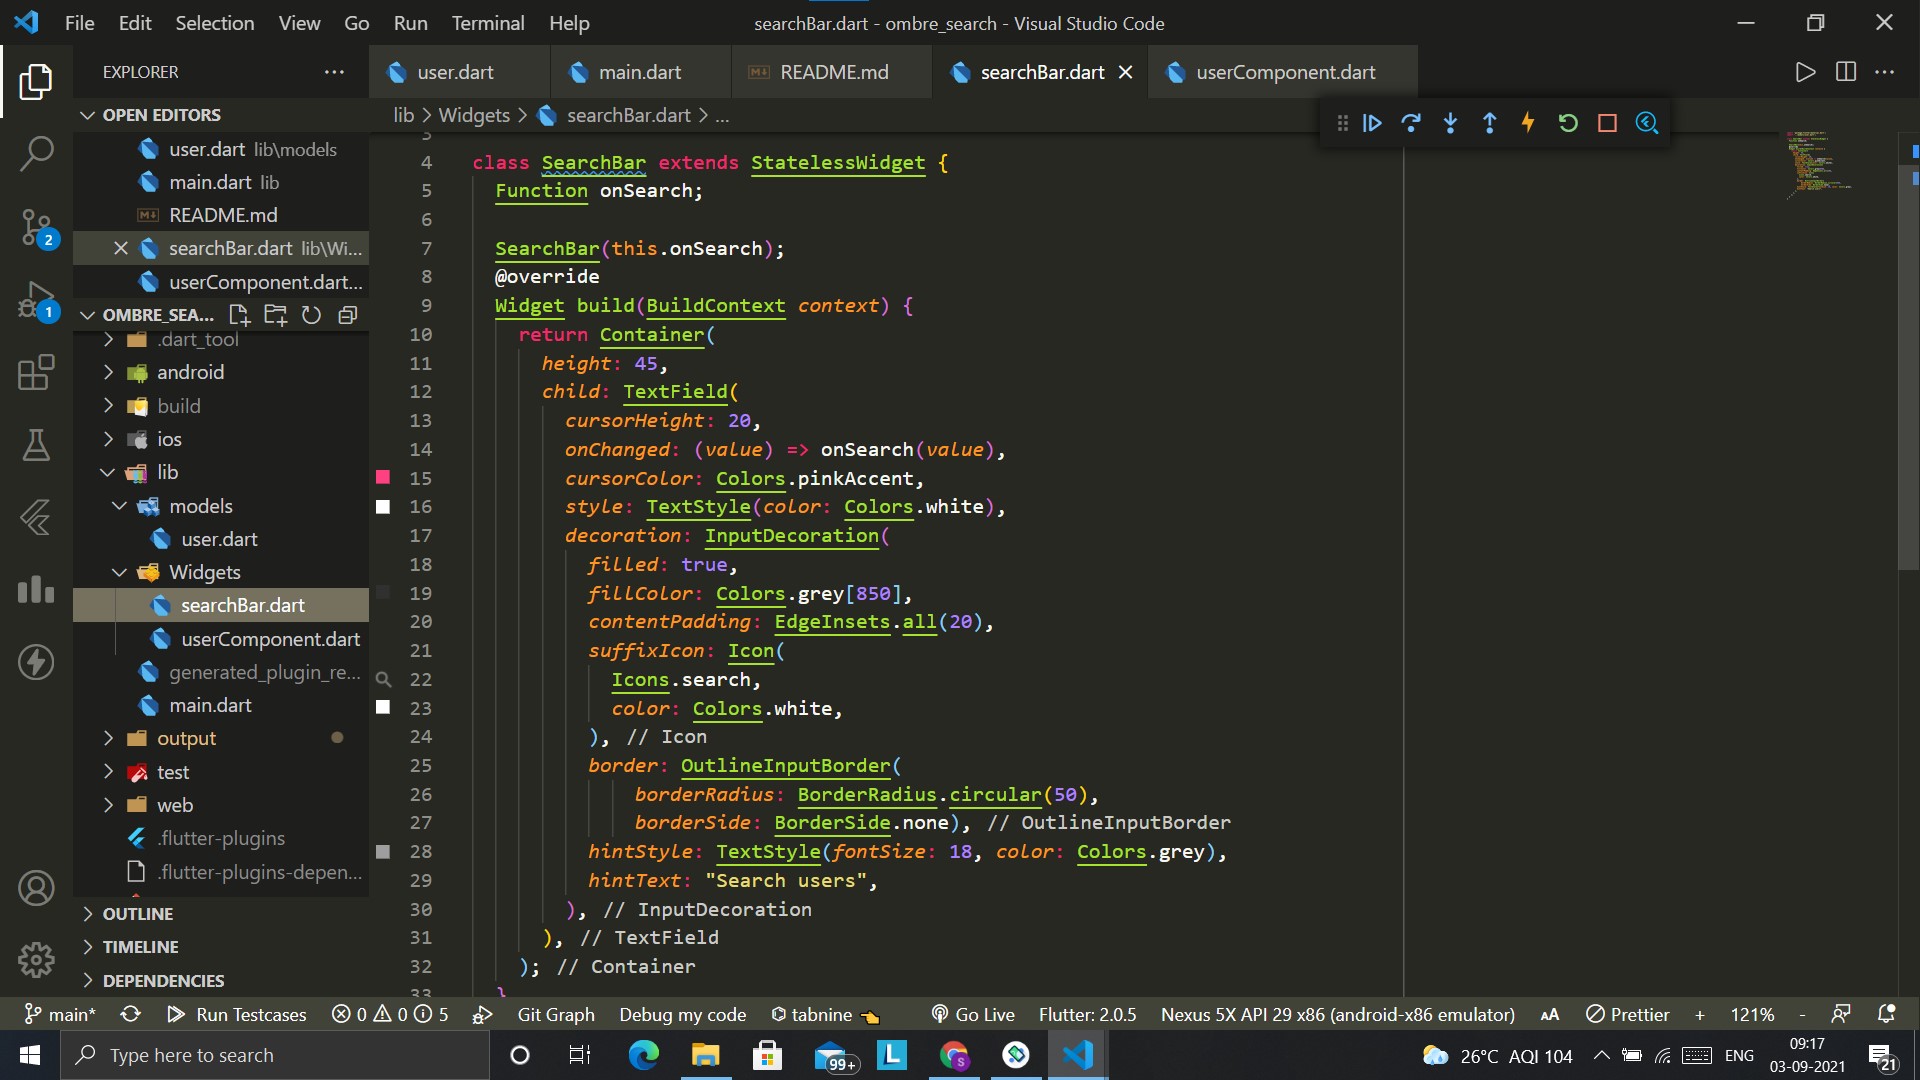 File Edit Selection View Go Run Terminal Help
searchBar.dart - ombre_search - Visual Studio Code
EXPLORER
user.dart
main.dart
README.md
searchBar.dart
userComponent.dart
OPEN EDITORS
user.dart lib\models
main.dart lib
README.md
searchBar.dart lib\Wi...
userComponent.dart...
OMBRE_SEA...
.dart_tool
android
build
ios
lib
models
user.dart
Widgets
searchBar.dart
userComponent.dart
generated_plugin_re...
main.dart
output
test
web
.flutter-plugins
.flutter-plugins-depen...
OUTLINE
TIMELINE
DEPENDENCIES
2
1
lib > Widgets > searchBar.dart > ...
3
4 class SearchBar extends StatelessWidget {
5 Function onSearch;
6
7 SearchBar(this.onSearch);
8 @override
9 Widget build(BuildContext context) {
10 return Container(
11 height: 45,
12 child: TextField(
13 cursorHeight: 20,
14 onChanged: (value) => onSearch(value),
15 cursorColor: Colors.pinkAccent,
16 style: TextStyle(color: Colors.white),
17 decoration: InputDecoration(
18 filled: true,
19 fillColor: Colors.grey[850],
20 contentPadding: EdgeInsets.all(20),
21 suffixIcon: Icon(
22 Icons.search,
23 color: Colors.white,
24 ), // Icon
25 border: OutlineInputBorder(
26 borderRadius: BorderRadius.circular(50),
27 borderSide: BorderSide.none), // OutlineInputBorder
28 hintStyle: TextStyle(fontSize: 18, color: Colors.grey),
29 hintText: "Search users",
30 ), // InputDecoration
31 ), // TextField
32 ); // Container
33 }
main* Run Testcases 0 0 5 Git Graph Debug my code tabnine Go Live Flutter: 2.0.5 Nexus 5X API 29 x86 (android-x86 emulator) AA Prettier + 121% -
Type here to search
99+
L
S
26°C AQI 104
ENG
09:17
03-09-2021
21